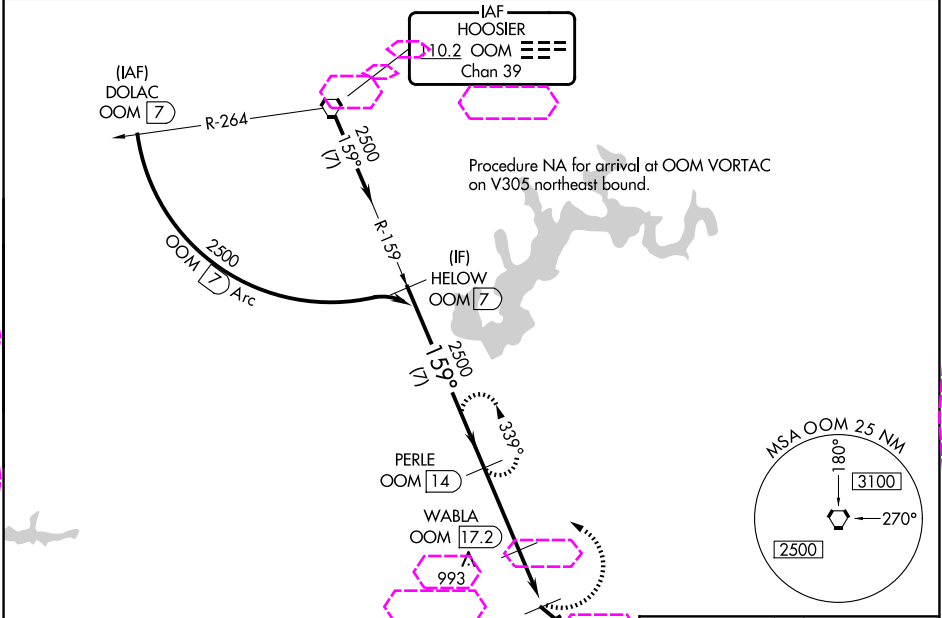 IAF
HOOSIER
110.2 OOM
Chan 39
(IAF)
DOLAC
OOM 7
R-264
2500
159°
(7)
Procedure NA for arrival at OOM VORTAC
on V305 northeast bound.
R-159
2500
OOM 7 Arc
(IF)
HELOW
OOM 7
2500
159°
(7)
339°
PERLE
OOM 14
WABLA
OOM 17.2
993
MSA OOM 25 NM
180°
3100
270°
2500